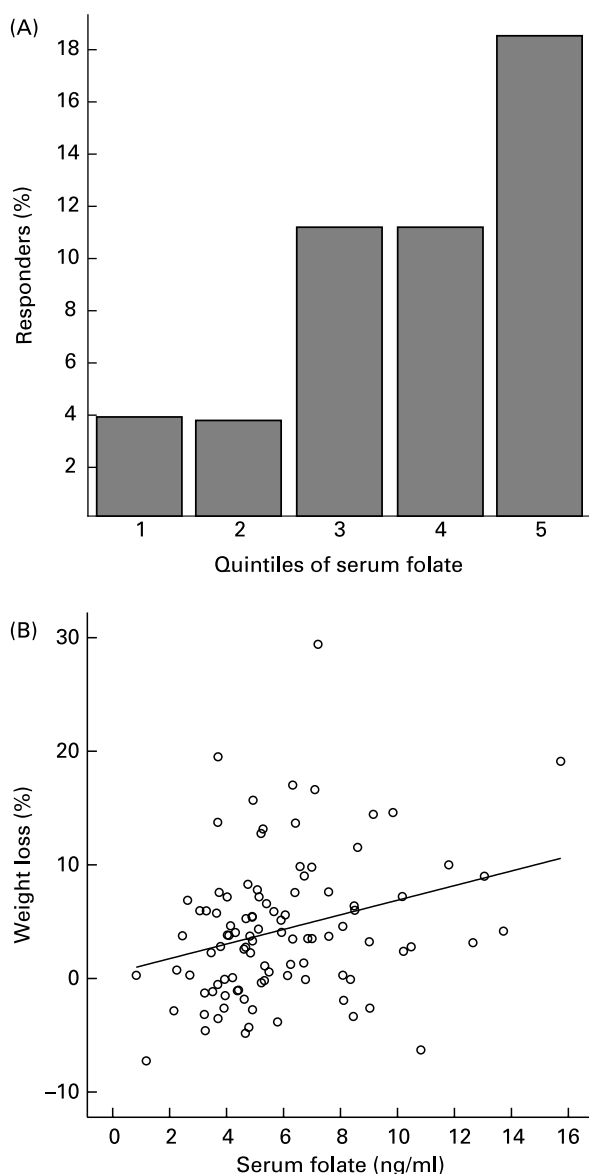 (A)
18
16
14
12
10
8
6
4
2
Responders (%)
1 2 3 4 5
Quintiles of serum folate
(B)
30
20
10
0
−10
Weight loss (%)
0 2 4 6 8 10 12 14 16
Serum folate (ng/ml)